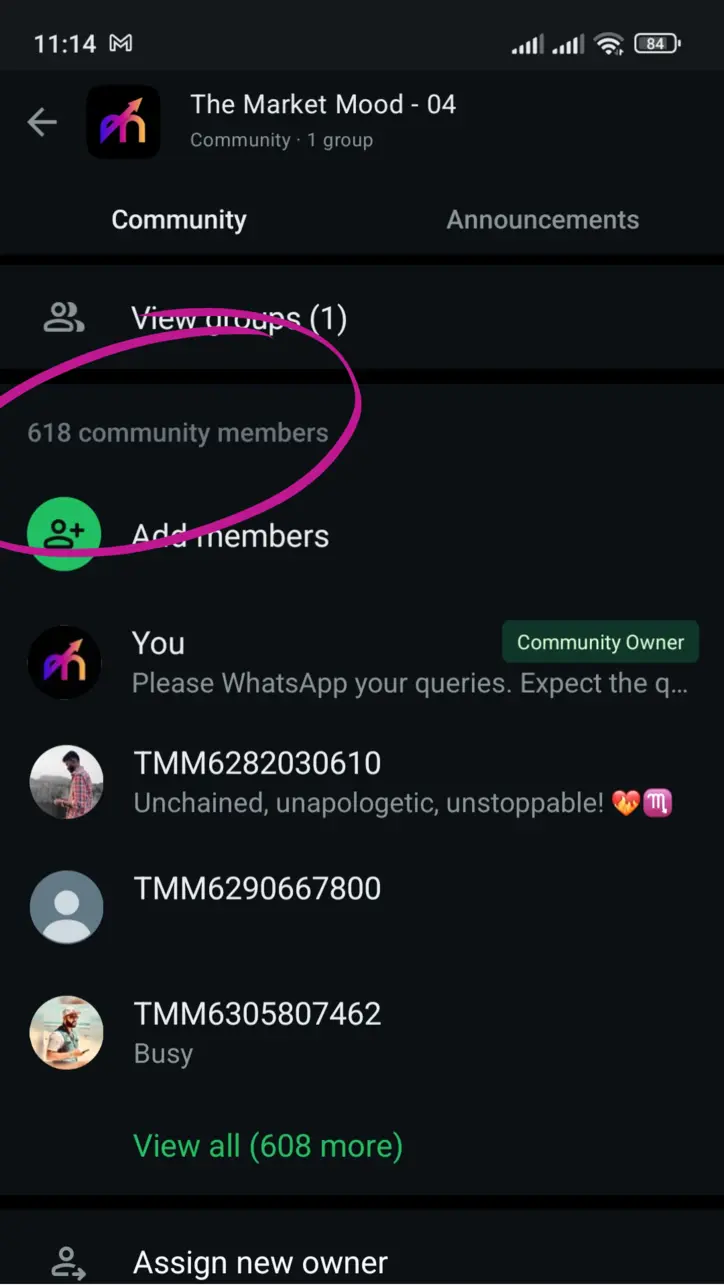 11:14
84
The Market Mood - 04
Community · 1 group
Community
Announcements
View groups (1)
618 community members
Add members
You
Community Owner
Please WhatsApp your queries. Expect the q...
TMM6282030610
Unchained, unapologetic, unstoppable! ❤️‍🔥♏
TMM6290667800
TMM6305807462
Busy
View all (608 more)
Assign new owner